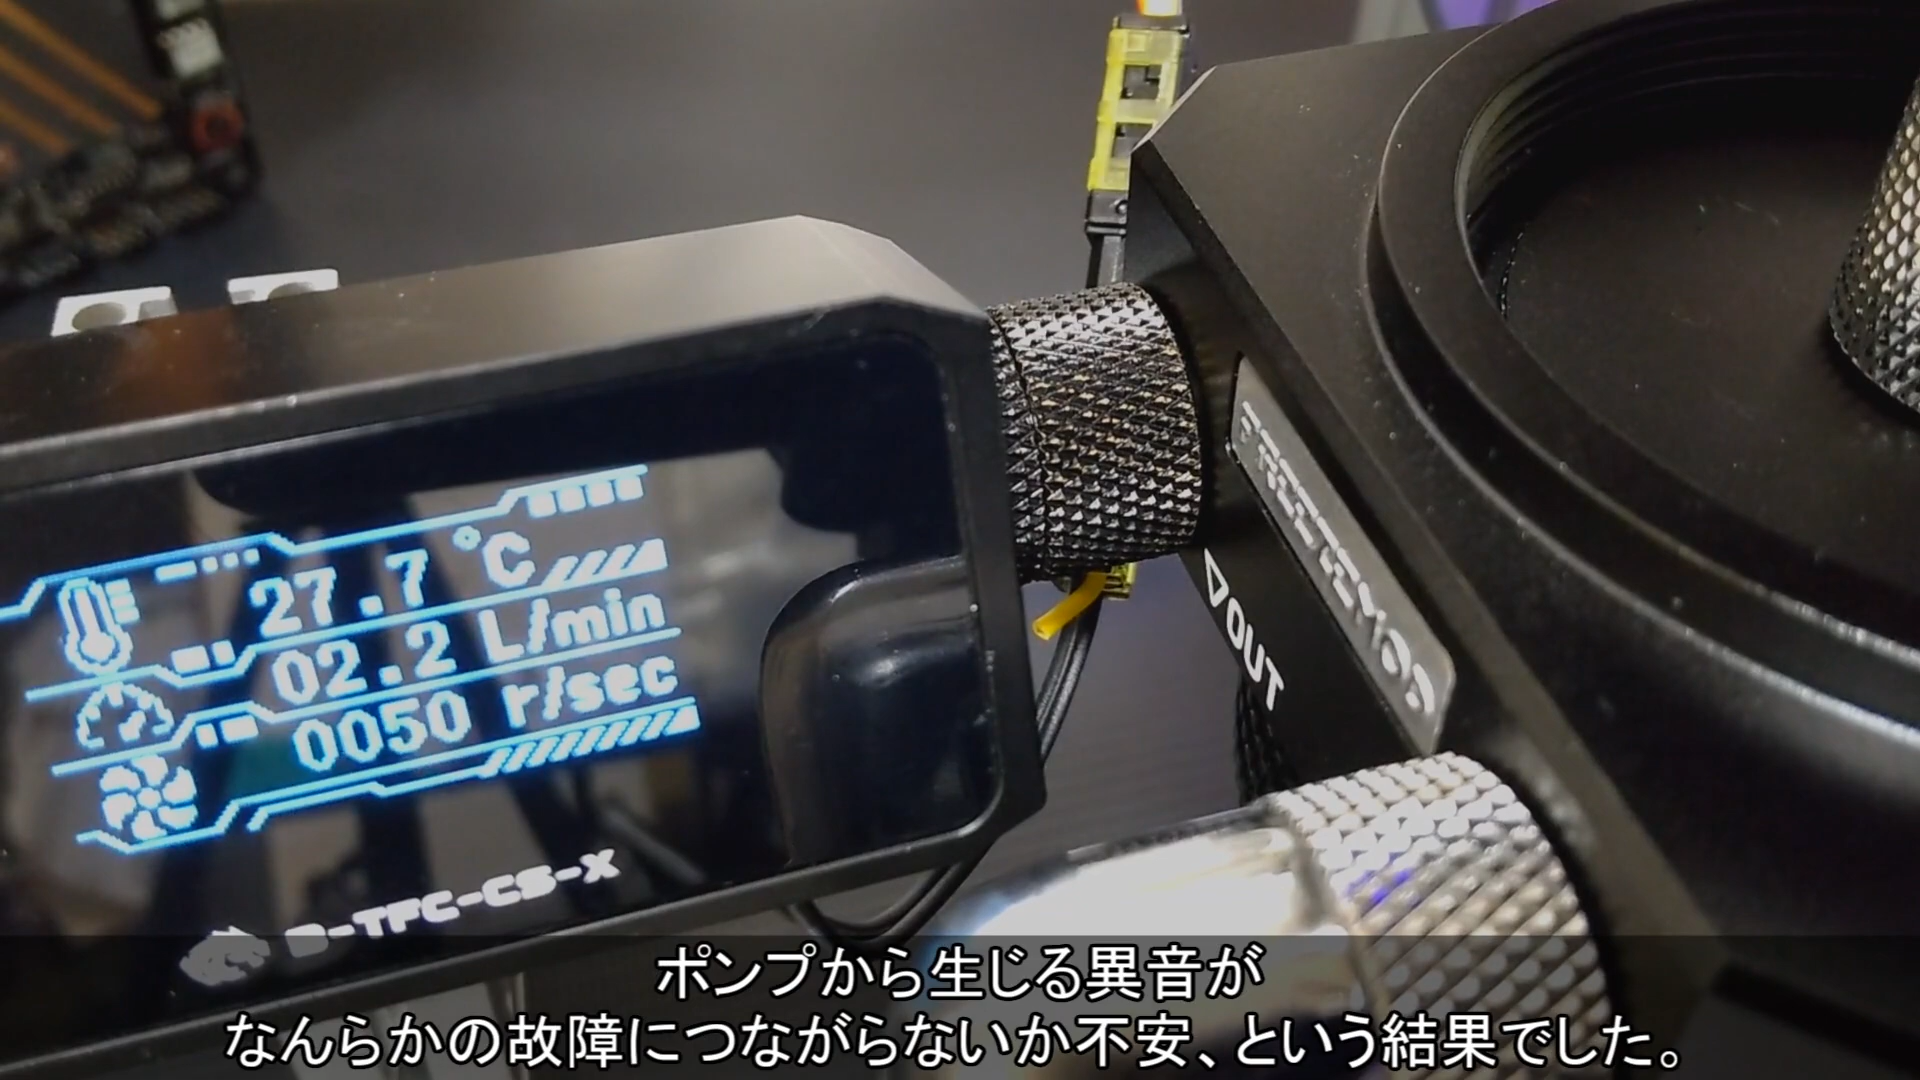 27.7 °C
02.2 L/min
0050 r/sec
B-TFC-CS-X
FREEZEMOD
OUT
ポンプから生じる異音が
なんらかの故障につながらないか不安、という結果でした。